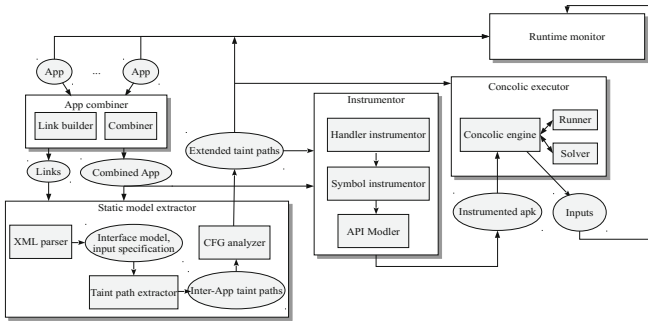 Runtime monitor
App
...
App
App combiner
Link builder
Combiner
Links
Combined App
Extended taint paths
Instrumentor
Handler instrumentor
Symbol instrumentor
API Modler
Concolic executor
Concolic engine
Runner
Solver
Instrumented apk
Inputs
Static model extractor
XML parser
Interface model,
input specification
CFG analyzer
Taint path extractor
Inter-App taint paths